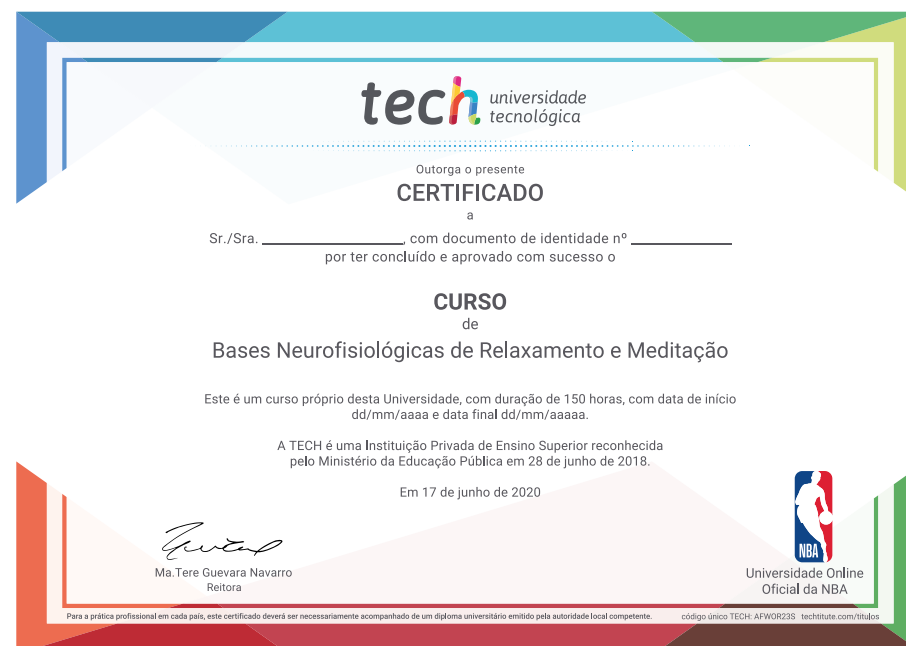 tech universidade
tecnológica
Outorga o presente
CERTIFICADO
a
Sr./Sra. ____________________, com documento de identidade nº ______________
por ter concluído e aprovado com sucesso o
CURSO
de
Bases Neurofisiológicas de Relaxamento e Meditação
Este é um curso próprio desta Universidade, com duração de 150 horas, com data de início
dd/mm/aaaa e data final dd/mm/aaaaa.
A TECH é uma Instituição Privada de Ensino Superior reconhecida
pelo Ministério da Educação Pública em 28 de junho de 2018.
Em 17 de junho de 2020
Ma.Tere Guevara Navarro
Reitora
NBA
Universidade Online
Oficial da NBA
Para a prática profissional em cada país, este certificado deverá ser necessariamente acompanhado de um diploma universitário emitido pela autoridade local competente.
código único TECH: AFWOR23S techtitute.com/titulos